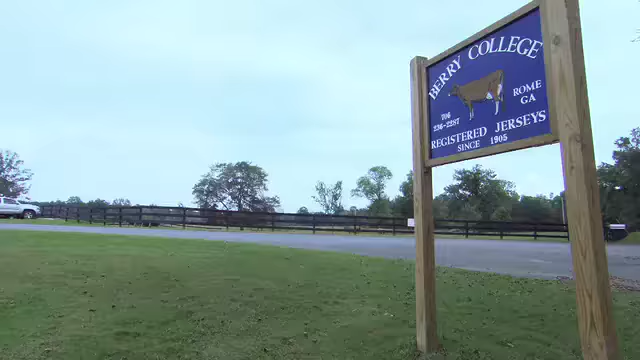 BERRY COLLEGE
ROME
GA
706
236-2287
REGISTERED JERSEYS
SINCE 1905